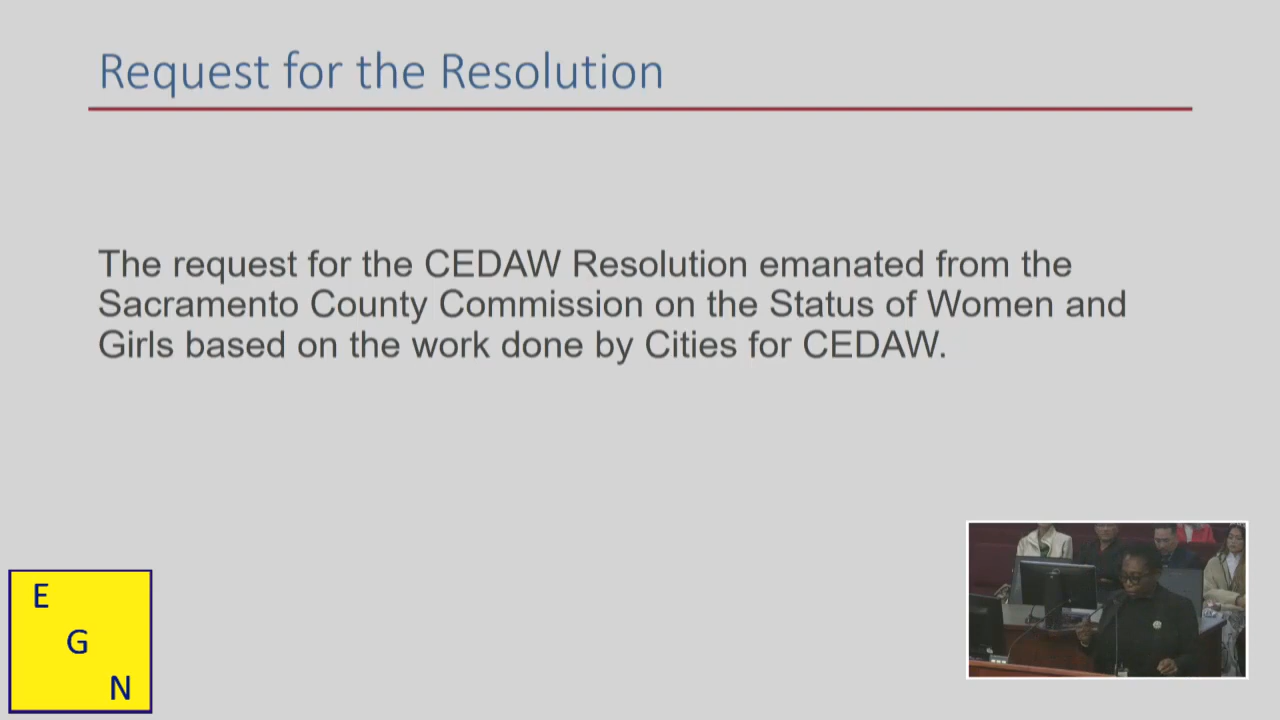 Request for the Resolution
The request for the CEDAW Resolution emanated from the
Sacramento County Commission on the Status of Women and
Girls based on the work done by Cities for CEDAW.
E
G
N